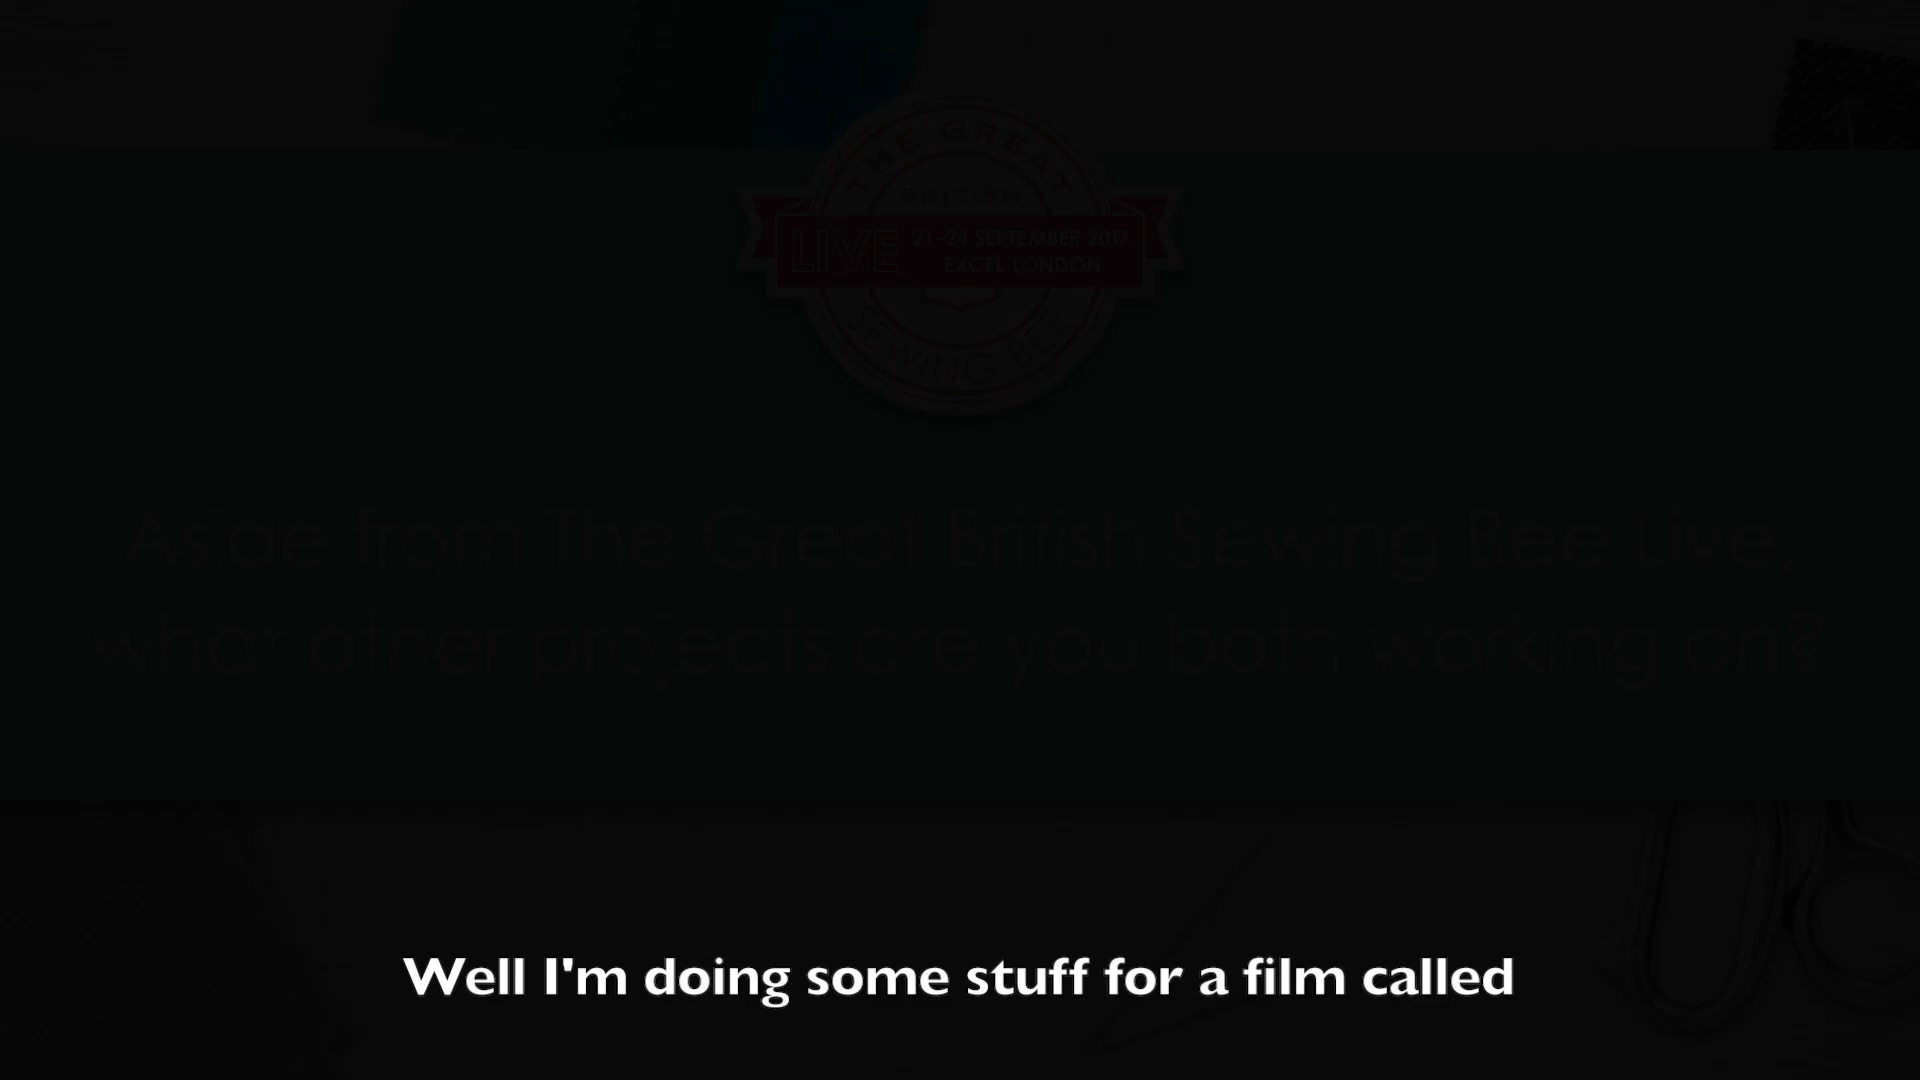 THE GREAT
BRITISH
LIVE 21-24 SEPTEMBER 2017
EXCEL LONDON
SEWING BEE
Aside from The Great British Sewing Bee Live,
what other projects are you both working on?
Well I'm doing some stuff for a film called